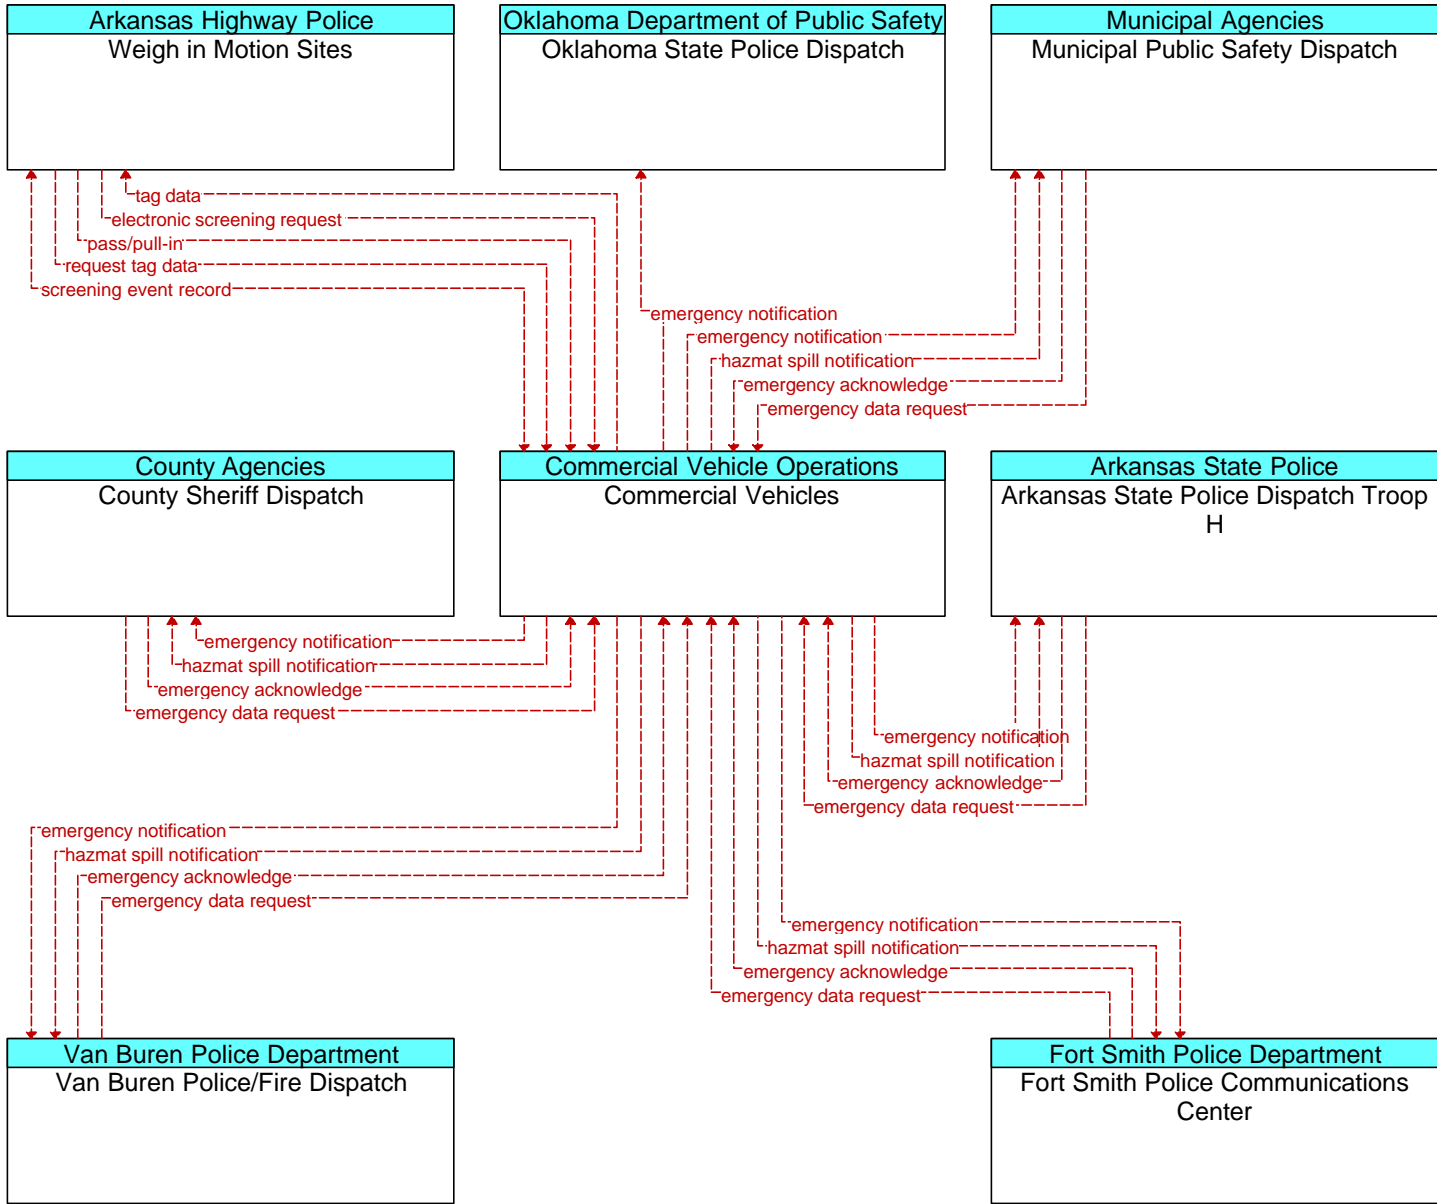 Arkansas Highway Police
Weigh in Motion Sites
Oklahoma Department of Public Safety
Oklahoma State Police Dispatch
Municipal Agencies
Municipal Public Safety Dispatch
tag data
electronic screening request
pass/pull-in
request tag data
screening event record
emergency notification
emergency notification
hazmat spill notification
emergency acknowledge
emergency data request
County Agencies
County Sheriff Dispatch
Commercial Vehicle Operations
Commercial Vehicles
Arkansas State Police
Arkansas State Police Dispatch Troop
H
emergency notification
hazmat spill notification
emergency acknowledge
emergency data request
emergency notification
hazmat spill notification
emergency acknowledge
emergency data request
emergency notification
hazmat spill notification
emergency acknowledge
emergency data request
emergency notification
hazmat spill notification
emergency acknowledge
emergency data request
Van Buren Police Department
Van Buren Police/Fire Dispatch
Fort Smith Police Department
Fort Smith Police Communications
Center